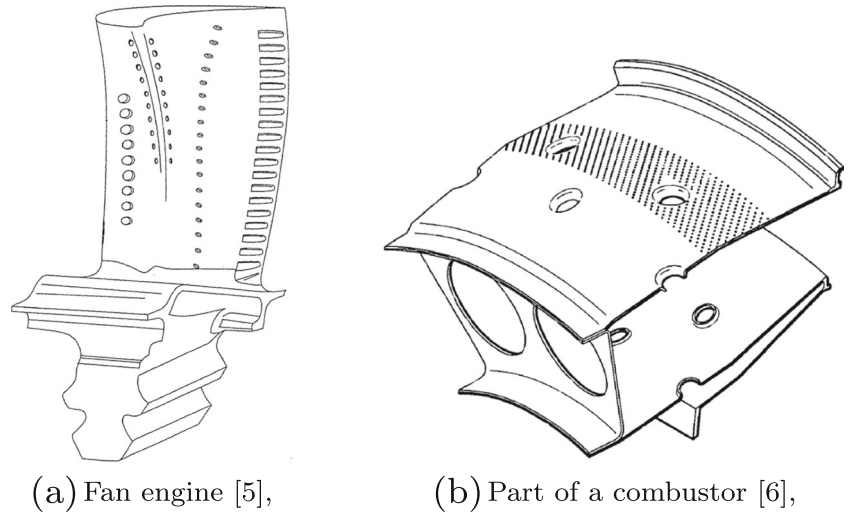 (a) Fan engine [5],
(b) Part of a combustor [6],